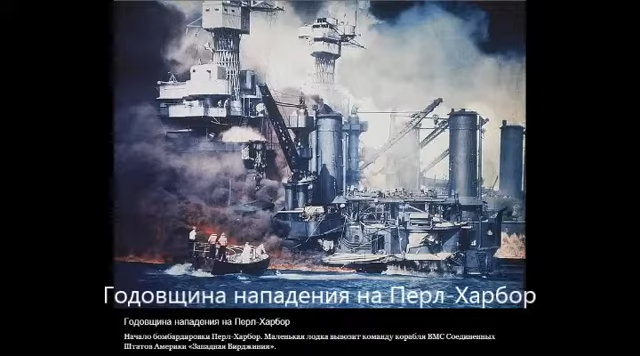 Годовщина нападения на Перл-Харбор
Годовщина нападения на Перл-Харбор
Начало бомбардировки Перл-Харбор. Маленькая лодка вывозит команду корабля ВМС Соединенных
Штатов Америки «Западная Вирджиния».